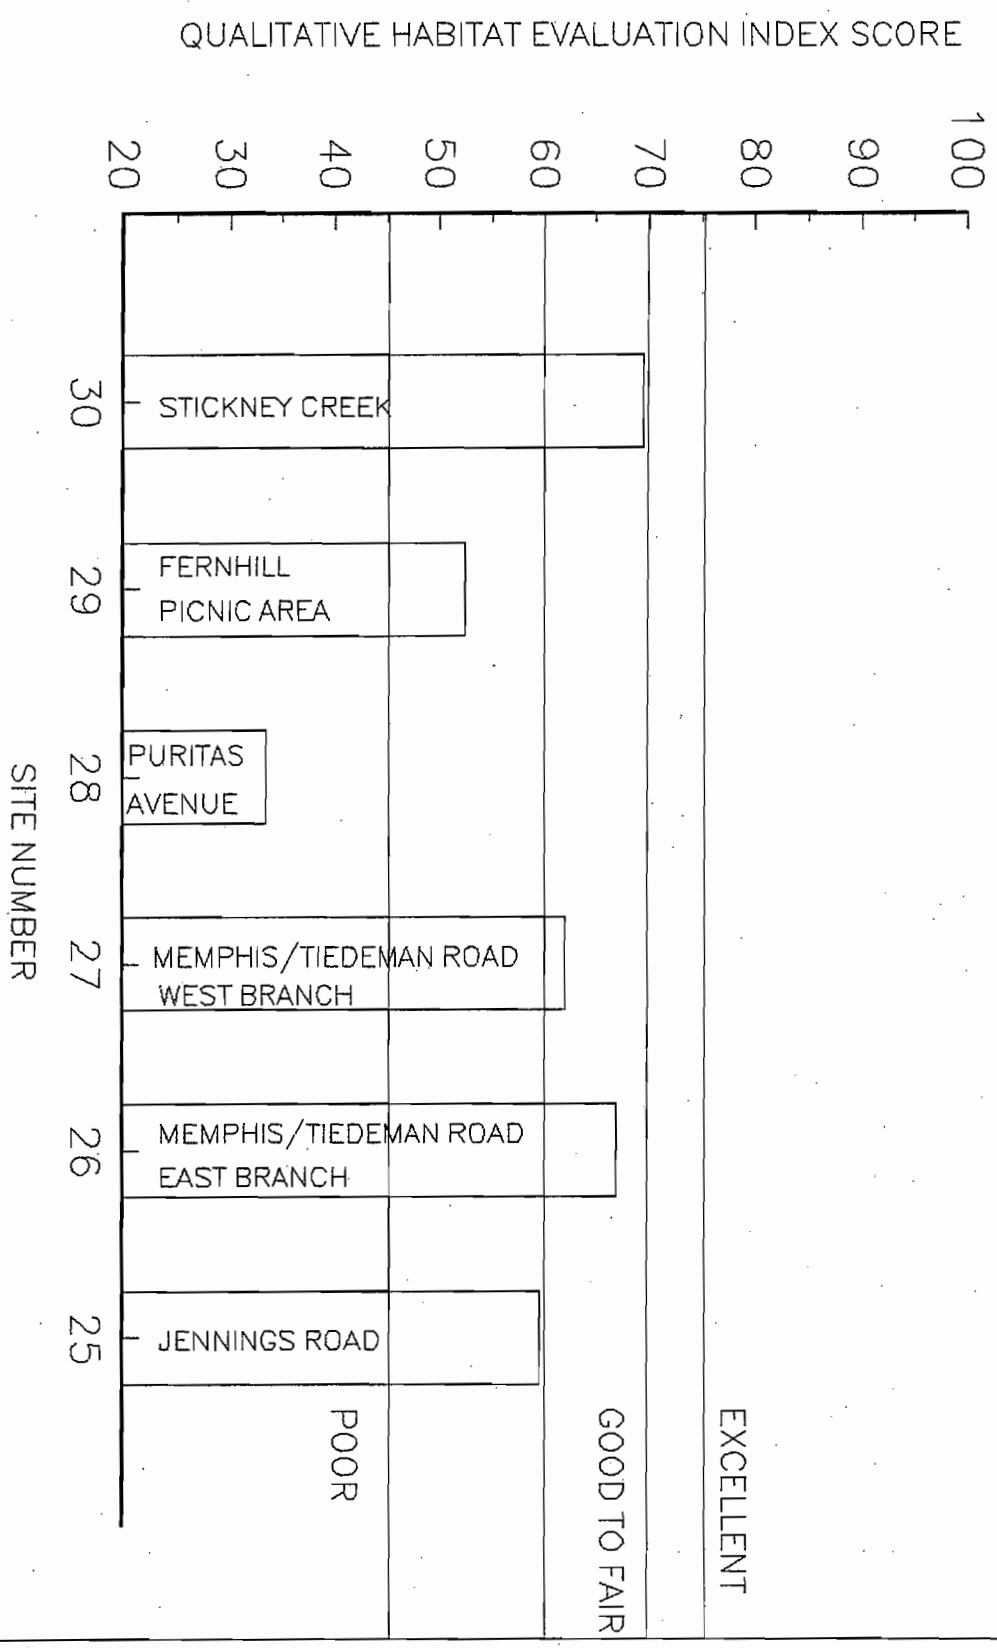 QUALITATIVE HABITAT EVALUATION INDEX SCORE
100
90
80
70
60
50
40
30
20
EXCELLENT
GOOD TO FAIR
POOR
STICKNEY CREEK
FERNHILL
PICNIC AREA
PURITAS
AVENUE
MEMPHIS/TIEDEMAN ROAD
WEST BRANCH
MEMPHIS/TIEDEMAN ROAD
EAST BRANCH
JENNINGS ROAD
30
29
28
27
26
25
SITE NUMBER